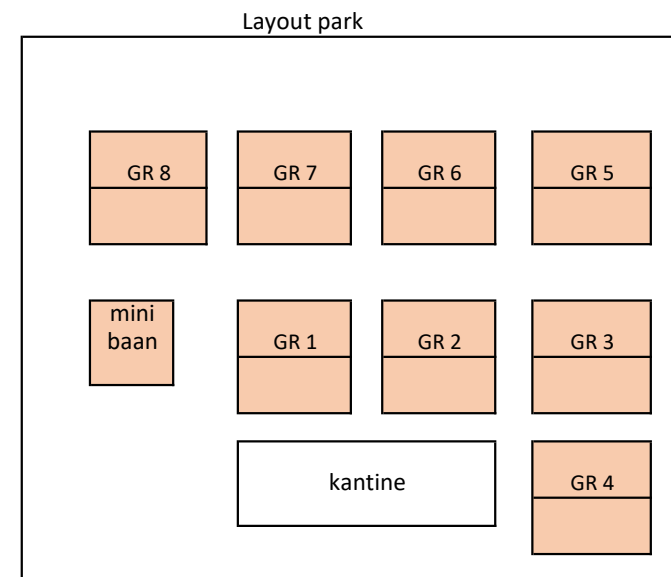 Layout park
GR 8
GR 7
GR 6
GR 5
mini
baan
GR 1
GR 2
GR 3
kantine
GR 4